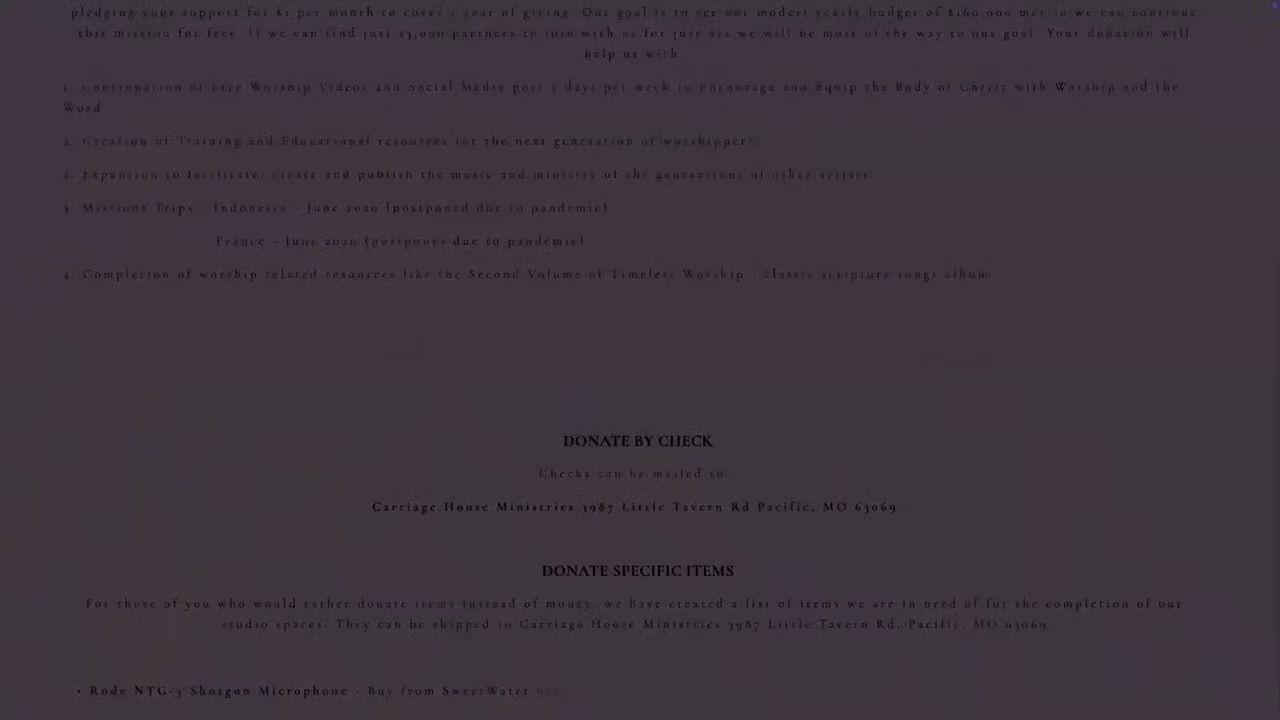 pledging your support for $1 per month to cover a year of giving. Our goal is to see our modest yearly budget of $160,000 met so we can continue
this mission for free. If we can find just 13,000 partners to join with us for just $12 we will be most of the way to our goal. Your donation will
help us with.
1. Continuation of Free Worship Videos and Social Media post 5 days per week to encourage and Equip the Body of Christ with Worship and the
Word
2. Creation of Training and Educational resources for the next generation of worshippers.
2. Expansion to facilitate, create and publish the music and ministry of the generations of other artists.
3. Missions Trips - Indonesia - June 2020 (postponed due to pandemic)
France - June 2020 (postpones due to pandemic)
4. Completion of worship related resources like the Second Volume of Timeless Worship - classic scripture songs album
DONATE BY CHECK
Checks can be mailed to:
Carriage House Ministries 3987 Little Tavern Rd Pacific, MO 63069
DONATE SPECIFIC ITEMS
For those of you who would rather donate items instead of money, we have created a list of items we are in need of for the completion of our
studio spaces. They can be shipped to Carriage House Ministries 3987 Little Tavern Rd, Pacific, MO 63069
• Rode NTG-3 Shotgun Microphone - Buy from SweetWater